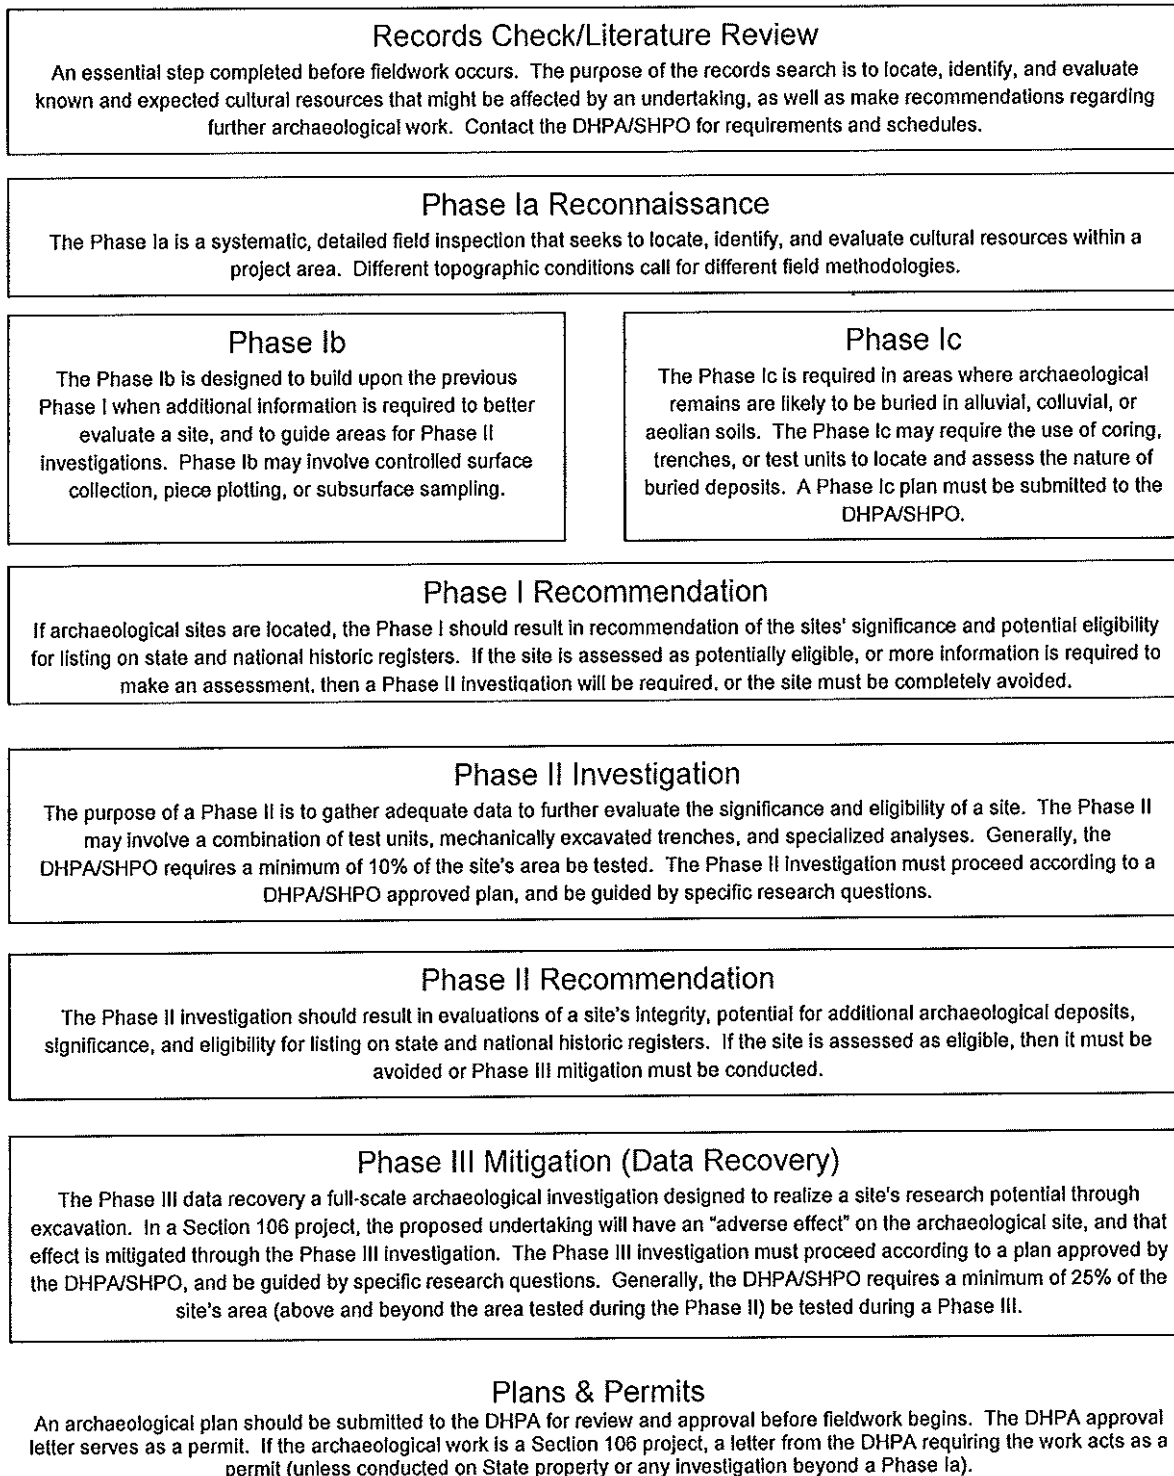 Records Check/Literature Review
An essential step completed before fieldwork occurs. The purpose of the records search is to locate, identify, and evaluate
known and expected cultural resources that might be affected by an undertaking, as well as make recommendations regarding
further archaeological work. Contact the DHPA/SHPO for requirements and schedules.
Phase Ia Reconnaissance
The Phase Ia is a systematic, detailed field inspection that seeks to locate, identify, and evaluate cultural resources within a
project area. Different topographic conditions call for different field methodologies.
Phase Ib
The Phase Ib is designed to build upon the previous
Phase I when additional information is required to better
evaluate a site, and to guide areas for Phase II
investigations. Phase Ib may involve controlled surface
collection, piece plotting, or subsurface sampling.
Phase Ic
The Phase Ic is required in areas where archaeological
remains are likely to be buried in alluvial, colluvial, or
aeolian soils. The Phase Ic may require the use of coring,
trenches, or test units to locate and assess the nature of
buried deposits. A Phase Ic plan must be submitted to the
DHPA/SHPO.
Phase I Recommendation
If archaeological sites are located, the Phase I should result in recommendation of the sites' significance and potential eligibility
for listing on state and national historic registers. If the site is assessed as potentially eligible, or more information is required to
make an assessment, then a Phase II investigation will be required, or the site must be completely avoided.
Phase II Investigation
The purpose of a Phase II is to gather adequate data to further evaluate the significance and eligibility of a site. The Phase II
may involve a combination of test units, mechanically excavated trenches, and specialized analyses. Generally, the
DHPA/SHPO requires a minimum of 10% of the site's area be tested. The Phase II investigation must proceed according to a
DHPA/SHPO approved plan, and be guided by specific research questions.
Phase II Recommendation
The Phase II investigation should result in evaluations of a site's integrity, potential for additional archaeological deposits,
significance, and eligibility for listing on state and national historic registers. If the site is assessed as eligible, then it must be
avoided or Phase III mitigation must be conducted.
Phase III Mitigation (Data Recovery)
The Phase III data recovery a full-scale archaeological investigation designed to realize a site's research potential through
excavation. In a Section 106 project, the proposed undertaking will have an "adverse effect" on the archaeological site, and that
effect is mitigated through the Phase III investigation. The Phase III investigation must proceed according to a plan approved by
the DHPA/SHPO, and be guided by specific research questions. Generally, the DHPA/SHPO requires a minimum of 25% of the
site's area (above and beyond the area tested during the Phase II) be tested during a Phase III.
Plans & Permits
An archaeological plan should be submitted to the DHPA for review and approval before fieldwork begins. The DHPA approval
letter serves as a permit. If the archaeological work is a Section 106 project, a letter from the DHPA requiring the work acts as a
permit (unless conducted on State property or any investigation beyond a Phase Ia).